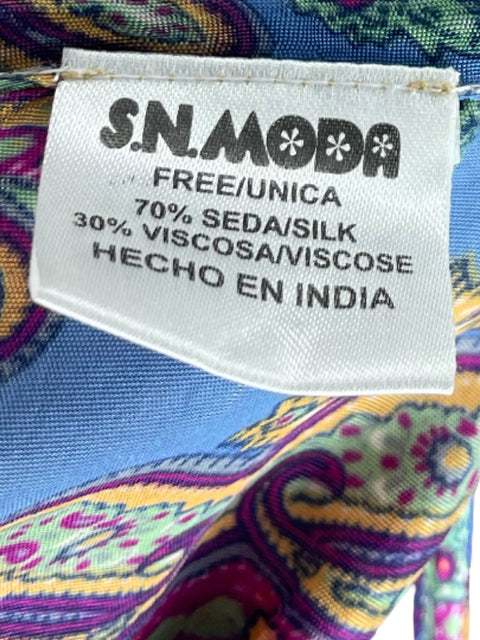 S.N.MODA
FREE/UNICA
70% SEDA/SILK
30% VISCOSA/VISCOSE
HECHO EN INDIA